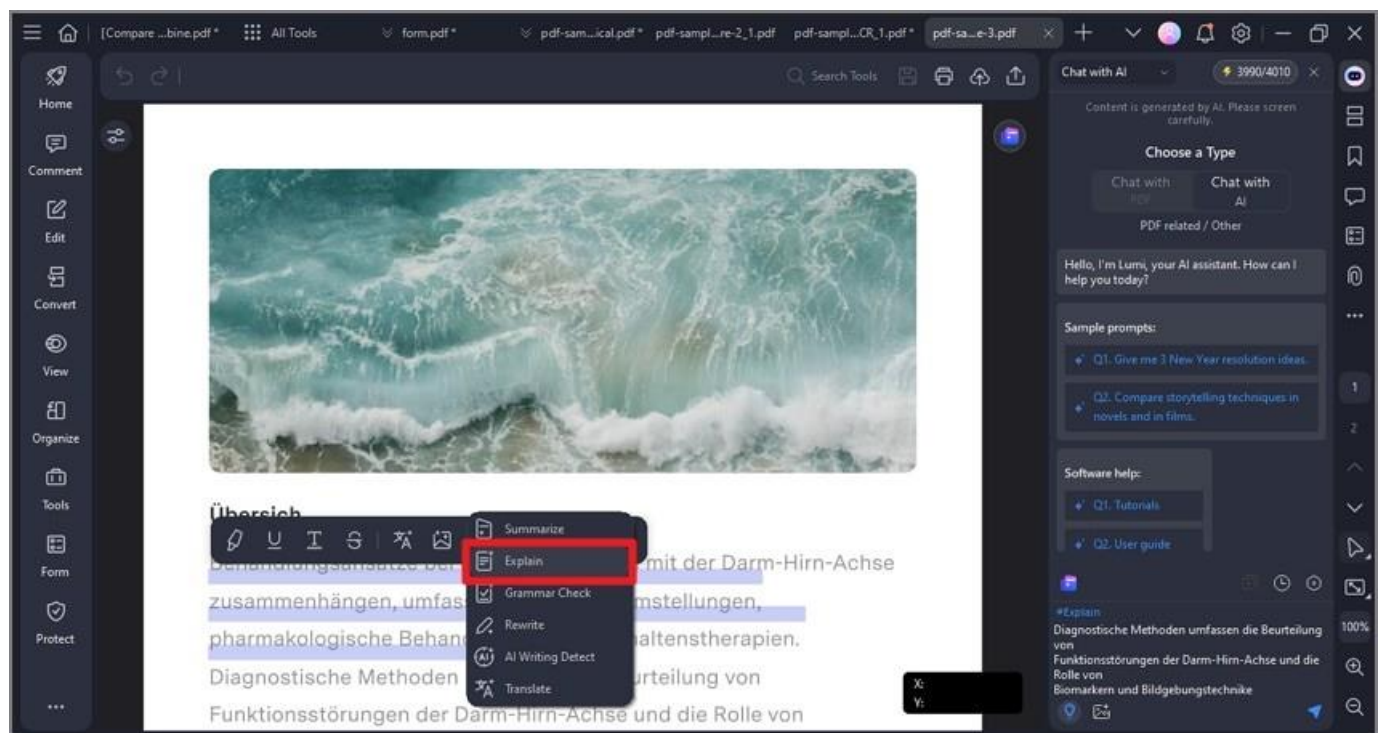 [Compare ...bine.pdf *
All Tools
form.pdf *
pdf-sam...ical.pdf *
pdf-sampl...re-2_1.pdf
pdf-sampl...CR_1.pdf *
pdf-sa...e-3.pdf
Home
Comment
Edit
Convert
View
Organize
Tools
Form
Protect
Search Tools
Übersich
mit der Darm-Hirn-Achse
zusammenhängen, umfas mstellungen,
pharmakologische Behan altenstherapien.
Diagnostische Methoden urteilung von
Funktionsstörungen der Darm-Hirn-Achse und die Rolle von
Summarize
Explain
Grammar Check
Rewrite
AI Writing Detect
Translate
X:
Y:
Chat with AI
3990/4010
Content is generated by AI. Please screen
carefully.
Choose a Type
Chat with
PDF
Chat with
AI
PDF related / Other
Hello, I'm Lumi, your AI assistant. How can I
help you today?
Sample prompts:
Q1. Give me 3 New Year resolution ideas.
Q2. Compare storytelling techniques in
novels and in films.
Software help:
Q1. Tutorials
Q2. User guide
#Explain
Diagnostische Methoden umfassen die Beurteilung
von
Funktionsstörungen der Darm-Hirn-Achse und die
Rolle von
Biomarkern und Bildgebungstechnike
1
2
100%